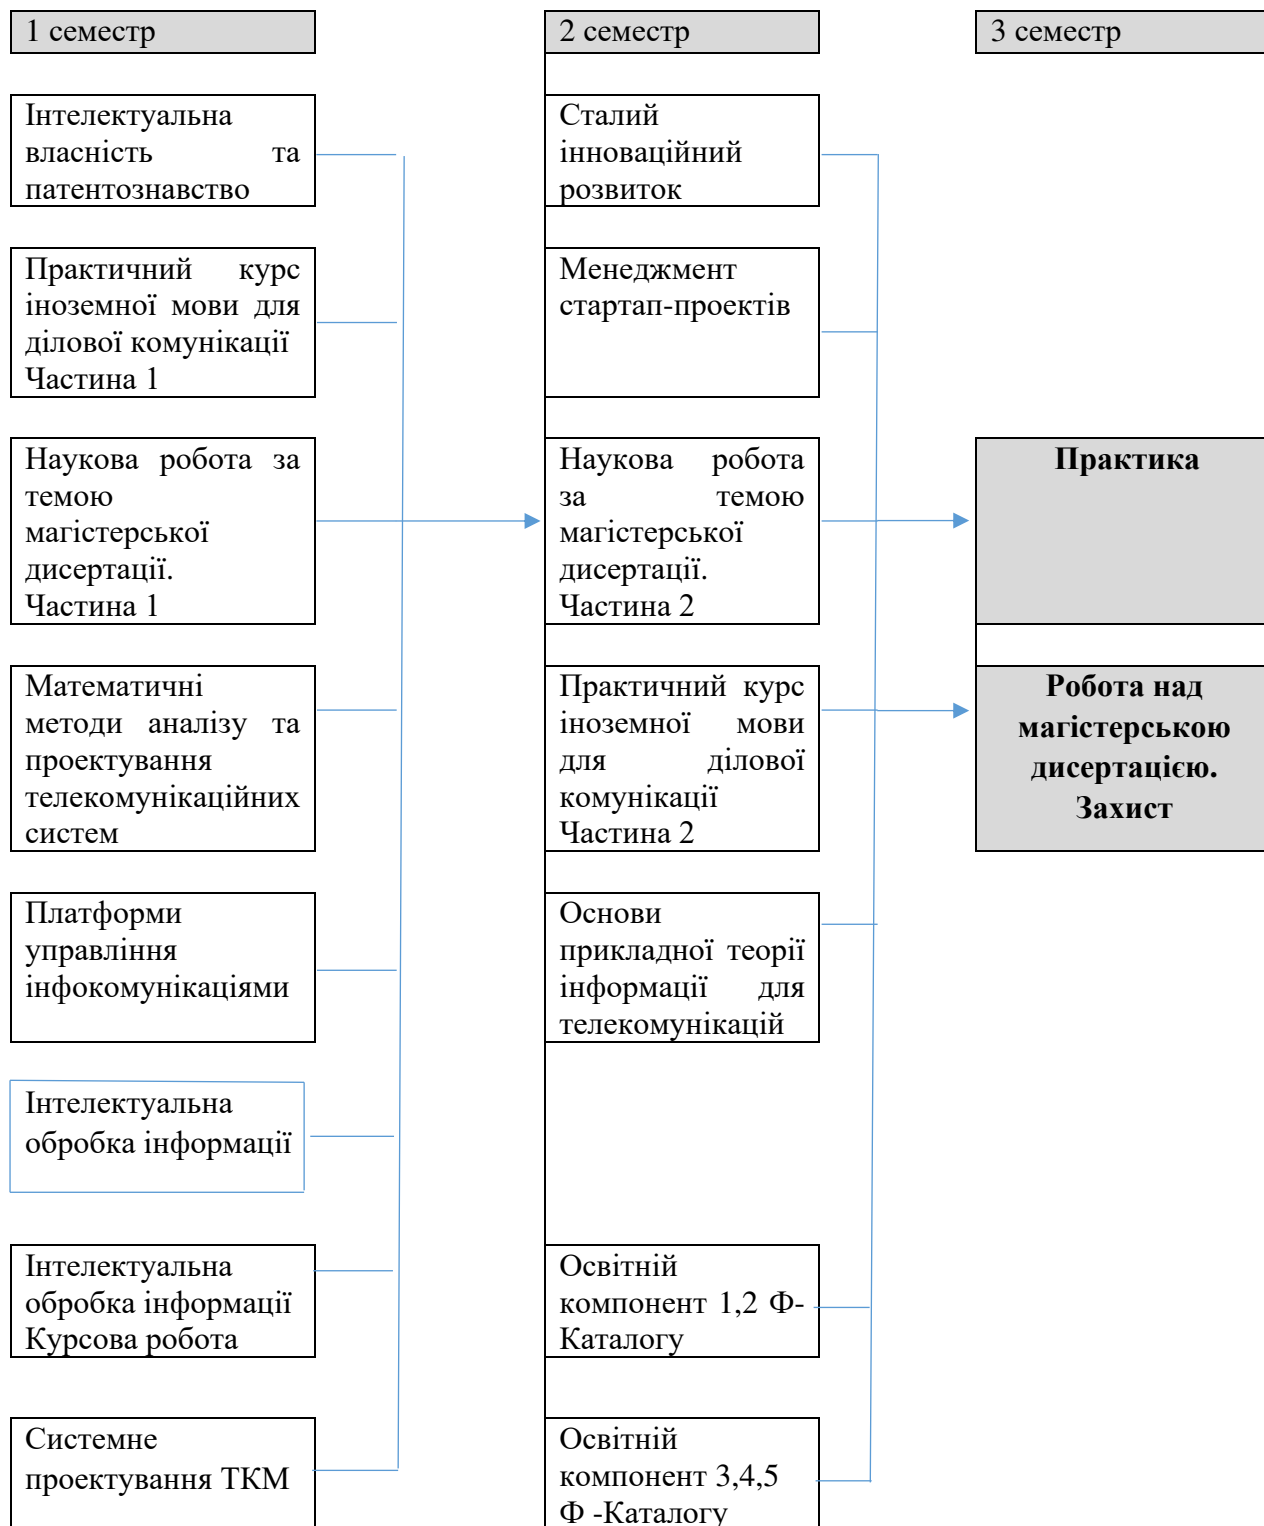 1 семестр
2 семестр
3 семестр
Інтелектуальна
власність та
патентознавство
Сталий
інноваційний
розвиток
Практичний курс
іноземної мови для
ділової комунікації
Частина 1
Менеджмент
стартап-проектів
Наукова робота за
темою
магістерської
дисертації.
Частина 1
Наукова робота
за темою
магістерської
дисертації.
Частина 2
Практика
Математичні
методи аналізу та
проектування
телекомунікаційних
систем
Практичний курс
іноземної мови
для ділової
комунікації
Частина 2
Робота над
магістерською
дисертацією.
Захист
Платформи
управління
інфокомунікаціями
Основи
прикладної теорії
інформації для
телекомунікацій
Інтелектуальна
обробка інформації
Інтелектуальна
обробка інформації
Курсова робота
Освітній
компонент 1,2 Ф-
Каталогу
Системне
проектування ТКМ
Освітній
компонент 3,4,5
Ф -Каталогу